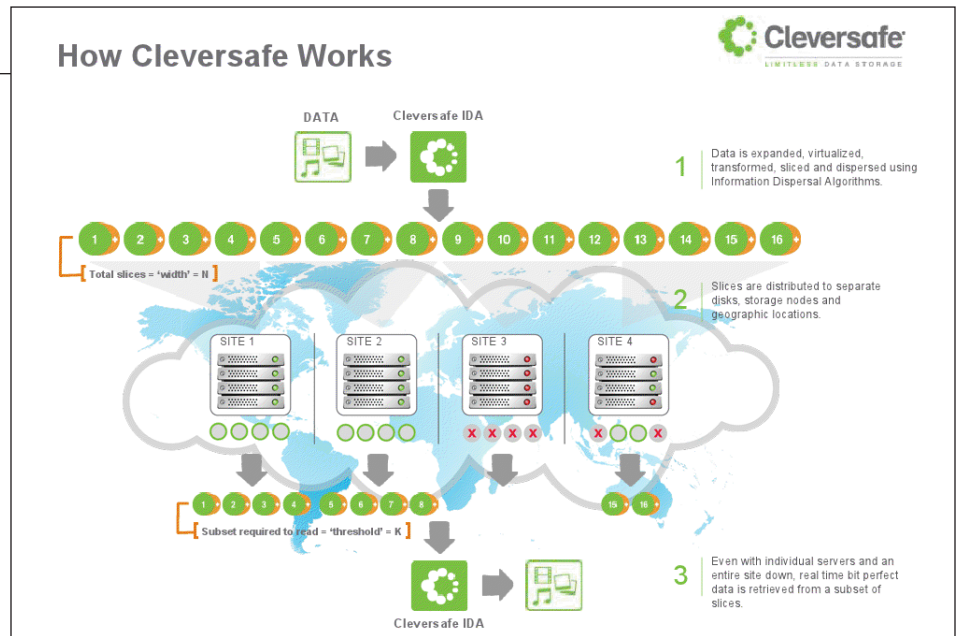 How Cleversafe Works
Cleversafe
LIMITLESS DATA STORAGE
DATA
Cleversafe IDA
1
Data is expanded, virtualized,
transformed, sliced and dispersed using
Information Dispersal Algorithms.
1 2 3 4 5 6 7 8 9 10 11 12 13 14 15 16
Total slices = ‘width’ = N
2
Slices are distributed to separate
disks, storage nodes and
geographic locations.
SITE 1
SITE 2
SITE 3
SITE 4
X X X X
X X
1 2 3 4 5 6 7 8
15 16
Subset required to read = ‘threshold’ = K
3
Even with individual servers and an
entire site down, real time bit perfect
data is retrieved from a subset of
slices.
Cleversafe IDA